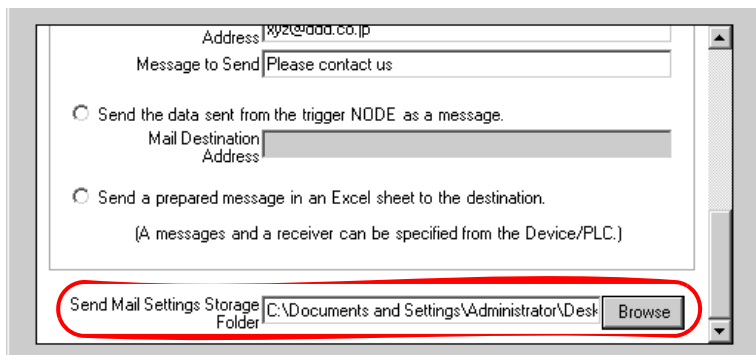 Address xyz@ddd.co.jp
Message to Send Please contact us
Send the data sent from the trigger NODE as a message.
Mail Destination
Address
Send a prepared message in an Excel sheet to the destination.
(A messages and a receiver can be specified from the Device/PLC.)
Send Mail Settings Storage
Folder C:\Documents and Settings\Administrator\Desk Browse